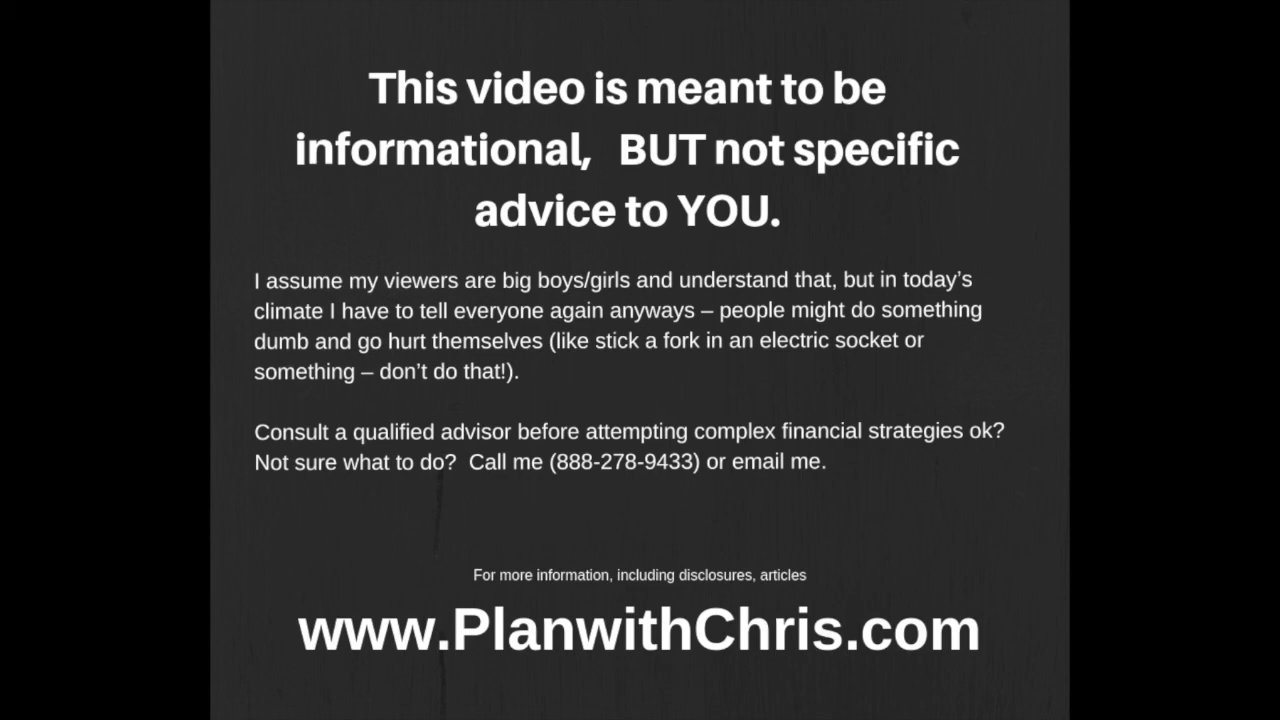 This video is meant to be
informational,   BUT not specific
advice to YOU.
I assume my viewers are big boys/girls and understand that, but in today’s
climate I have to tell everyone again anyways – people might do something
dumb and go hurt themselves (like stick a fork in an electric socket or
something – don’t do that!).
Consult a qualified advisor before attempting complex financial strategies ok?
Not sure what to do?  Call me (888-278-9433) or email me.
For more information, including disclosures, articles
www.PlanwithChris.com